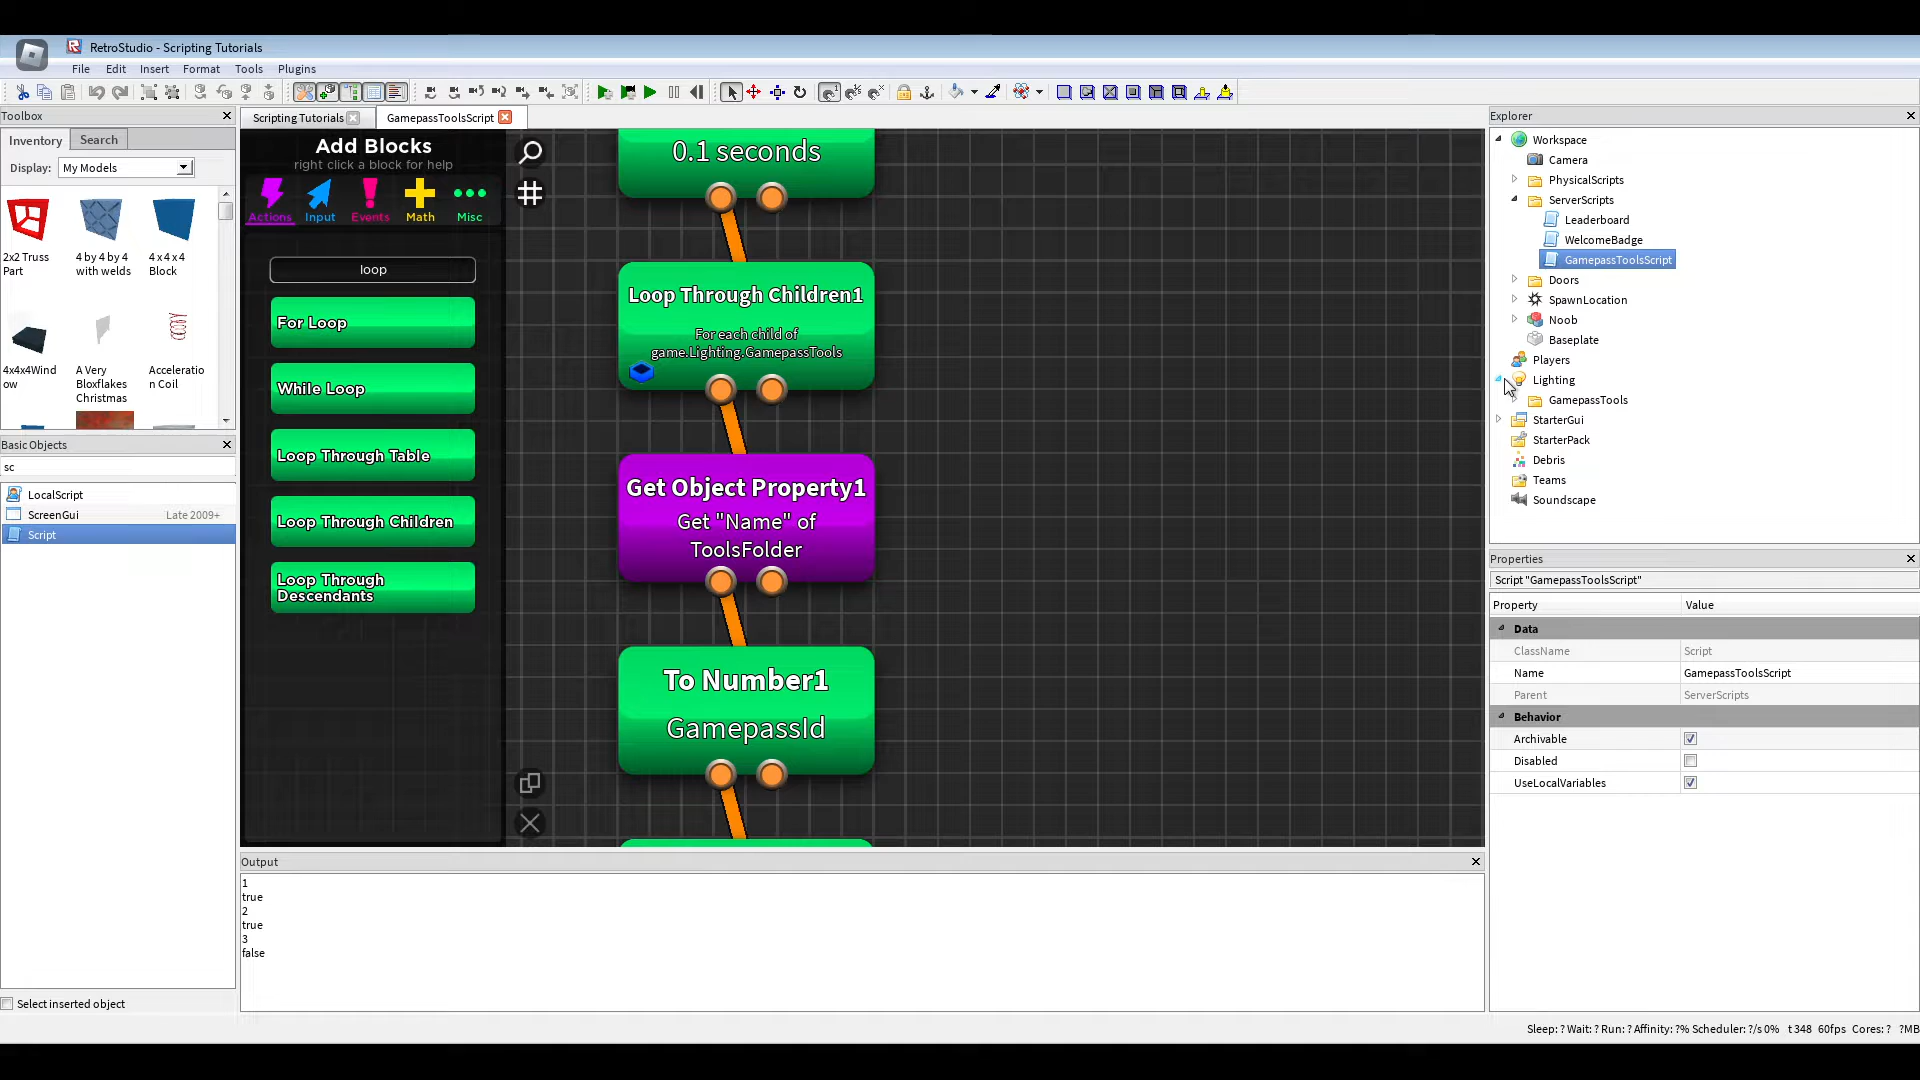 RetroStudio - Scripting Tutorials
File Edit Insert Format Tools Plugins
Toolbox
Inventory Search
Display: My Models
2x2 Truss
Part
4 by 4 by 4
with welds
4 x 4 x 4
Block
4x4x4Wind
ow
A Very
Bloxflakes
Christmas
Acceleratio
n Coil
Basic Objects
sc
LocalScript
ScreenGui Late 2009+
Script
Select inserted object
Scripting Tutorials
GamepassToolsScript
Add Blocks
right click a block for help
Actions Input Events Math Misc
loop
For Loop
While Loop
Loop Through Table
Loop Through Children
Loop Through
Descendants
0.1 seconds
Loop Through Children1
For each child of
game.Lighting.GamepassTools
Get Object Property1
Get "Name" of
ToolsFolder
To Number1
GamepassId
Output
1
true
2
true
3
false
Explorer
Workspace
Camera
PhysicalScripts
ServerScripts
Leaderboard
WelcomeBadge
GamepassToolsScript
Doors
SpawnLocation
Noob
Baseplate
Players
Lighting
GamepassTools
StarterGui
StarterPack
Debris
Teams
Soundscape
Properties
Script "GamepassToolsScript"
Property Value
Data
ClassName Script
Name GamepassToolsScript
Parent ServerScripts
Behavior
Archivable
Disabled
UseLocalVariables
Sleep: ? Wait: ? Run: ? Affinity: ?% Scheduler: ?/s 0% t 348 60fps Cores: ? ?MB